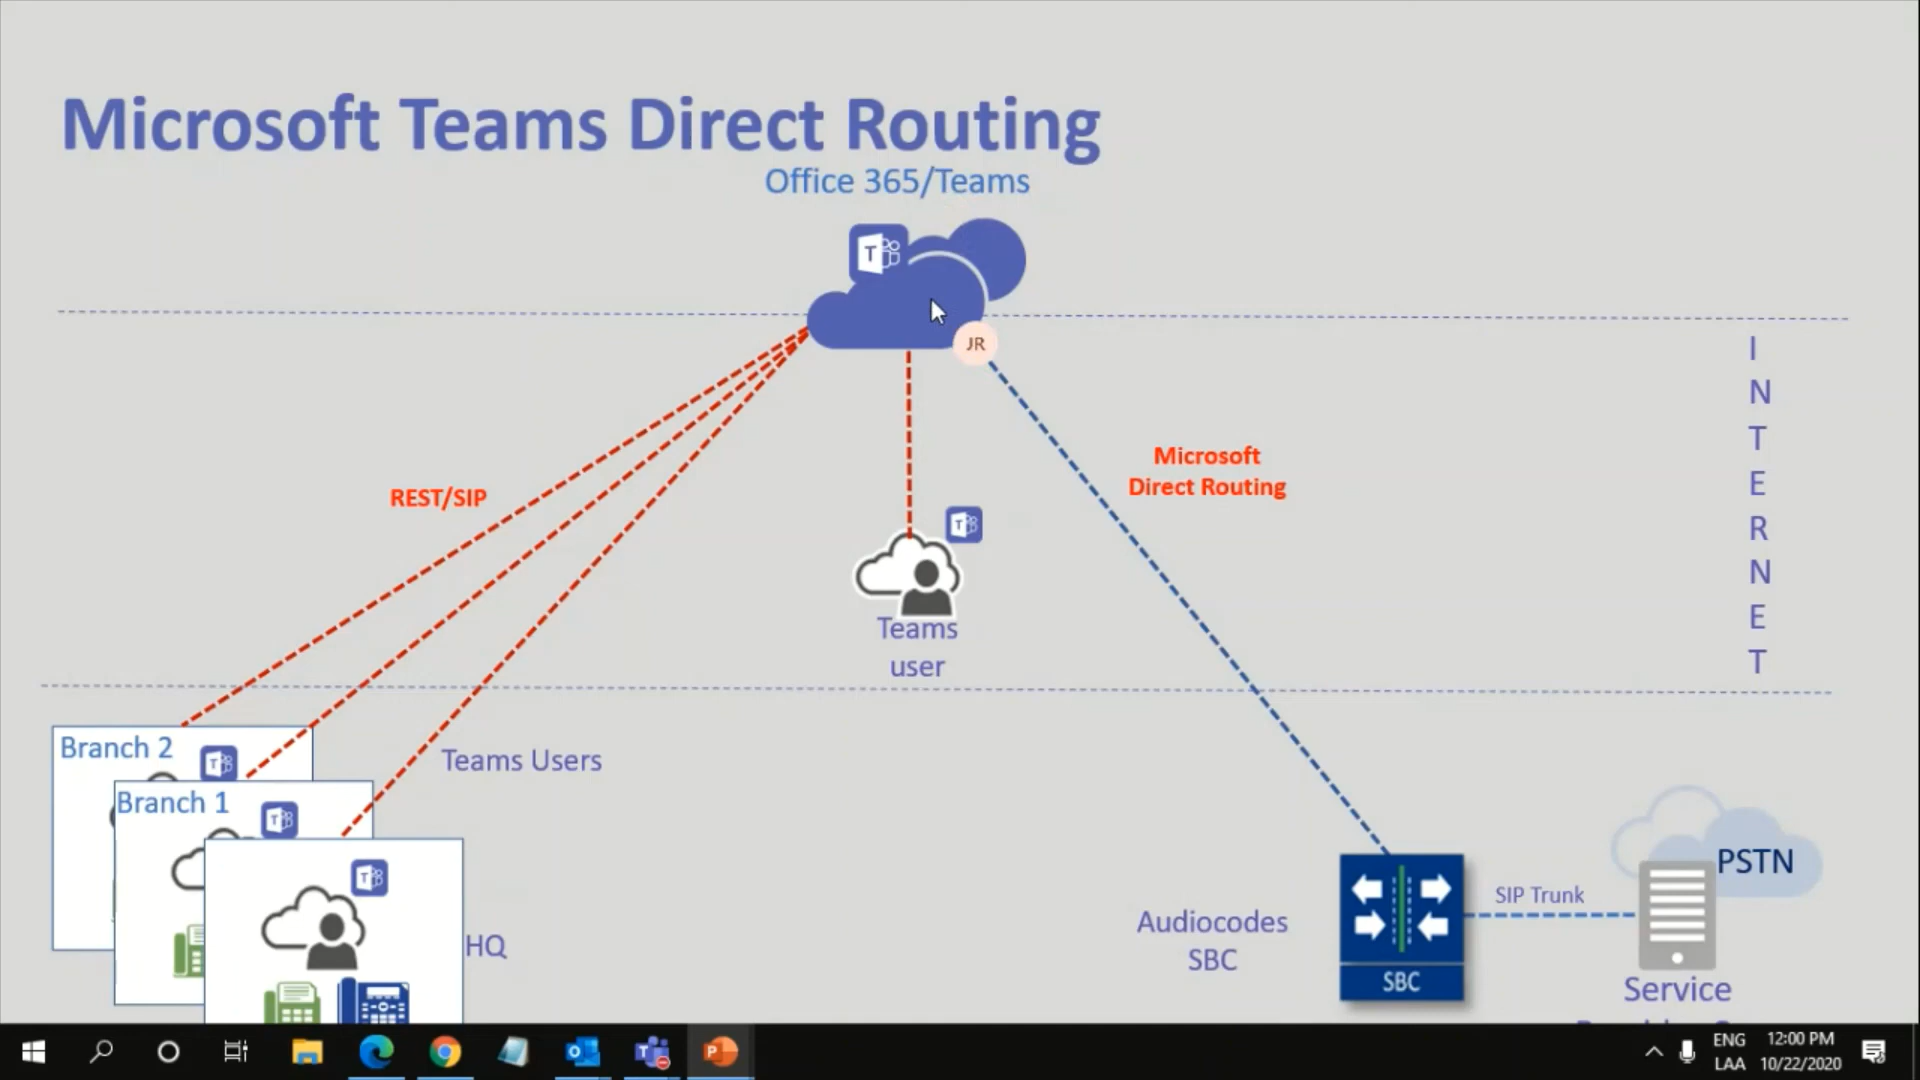 Microsoft Teams Direct Routing
Office 365/Teams
T
JR
I
N
T
E
R
N
E
T
Microsoft
Direct Routing
REST/SIP
T
Teams
user
Branch 2
T
Teams Users
Branch 1
T
T
HQ
Audiocodes
SBC
SBC
SIP Trunk
PSTN
Service
T
P
ENG
LAA
12:00 PM
10/22/2020